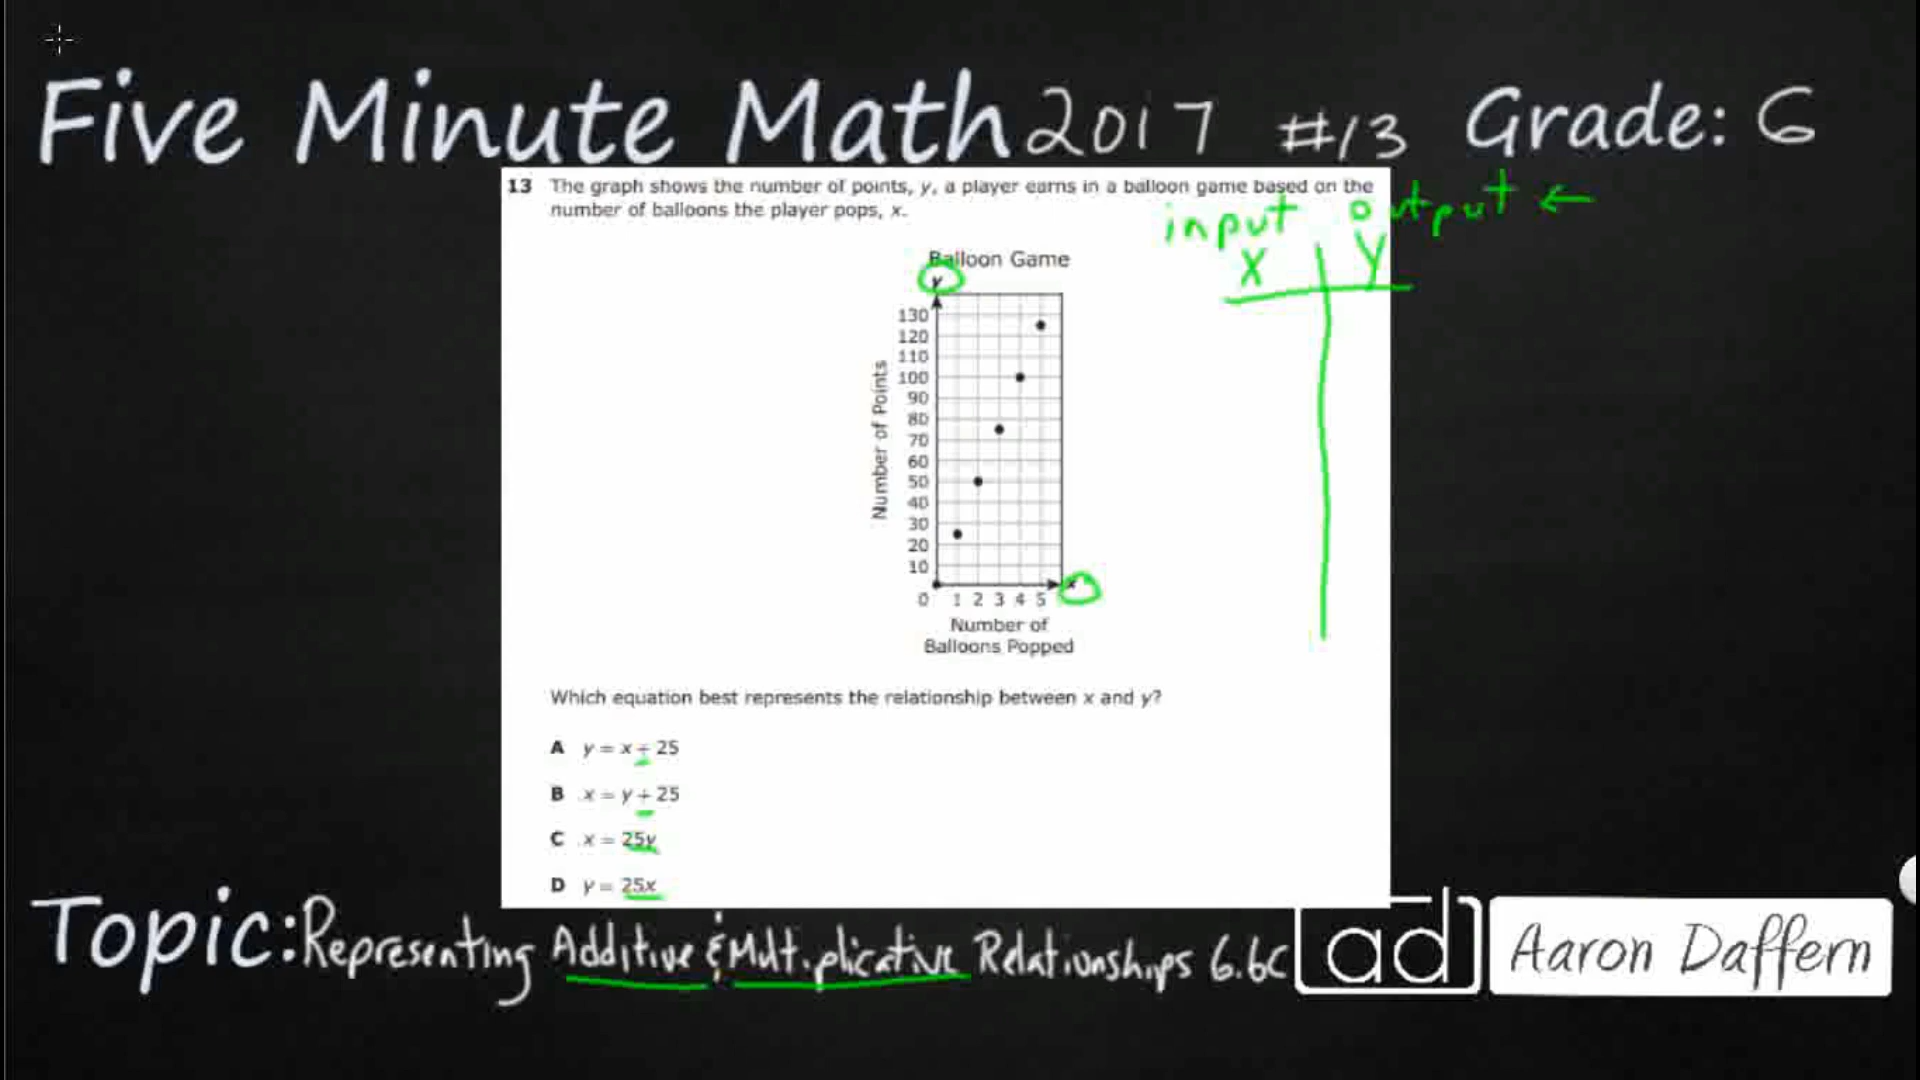 Five Minute Math 2017 #13 Grade: 6
13 The graph shows the number of points, y, a player earns in a balloon game based on the
number of balloons the player pops, x.
input output ←
x y
Balloon Game
y
130
120
110
100
90
80
70
60
50
40
30
20
10
Number of Points
0 1 2 3 4 5 x
Number of
Balloons Popped
Which equation best represents the relationship between x and y?
A y = x + 25
B x = y + 25
C x = 25y
D y = 25x
Topic: Representing Additive & Multiplicative Relationships 6.6C
ad Aaron Daffern